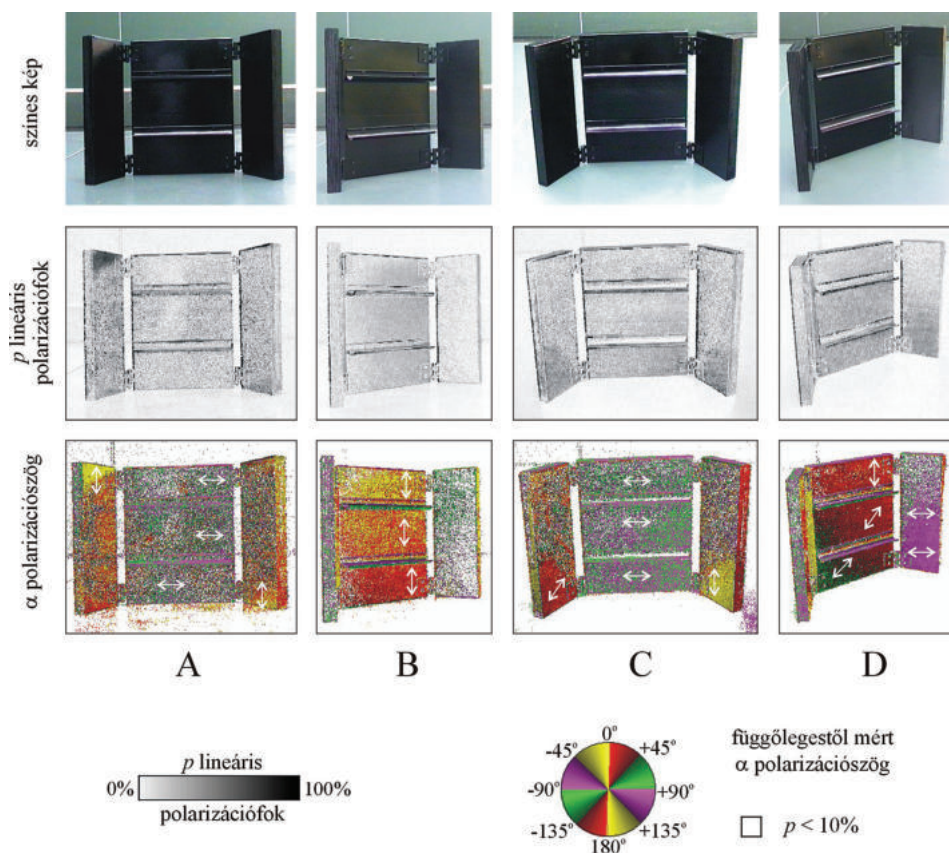 színes kép
p lineáris
polarizációfok
α polarizációszög
A
B
C
D
p lineáris
0%
100%
polarizációfok
0°
-45°
+45°
-90°
+90°
-135°
+135°
180°
függőlegestől mért
α polarizációszög
p < 10%